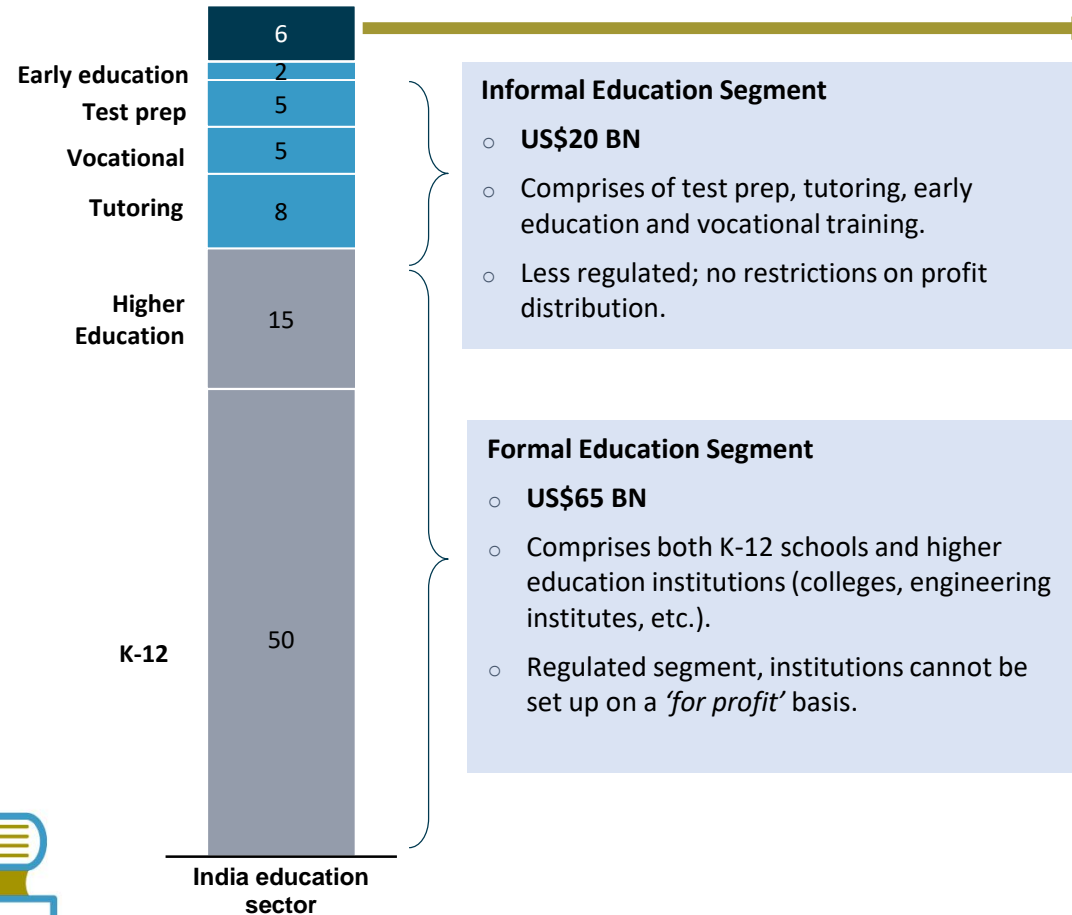 6
Early education
2
Test prep
5
Vocational
5
Tutoring
8
Higher
Education
15
K-12
50
India education
sector
Informal Education Segment
○ US$20 BN
○ Comprises of test prep, tutoring, early
education and vocational training.
○ Less regulated; no restrictions on profit
distribution.
Formal Education Segment
○ US$65 BN
○ Comprises both K-12 schools and higher
education institutions (colleges, engineering
institutes, etc.).
○ Regulated segment, institutions cannot be
set up on a ‘for profit’ basis.